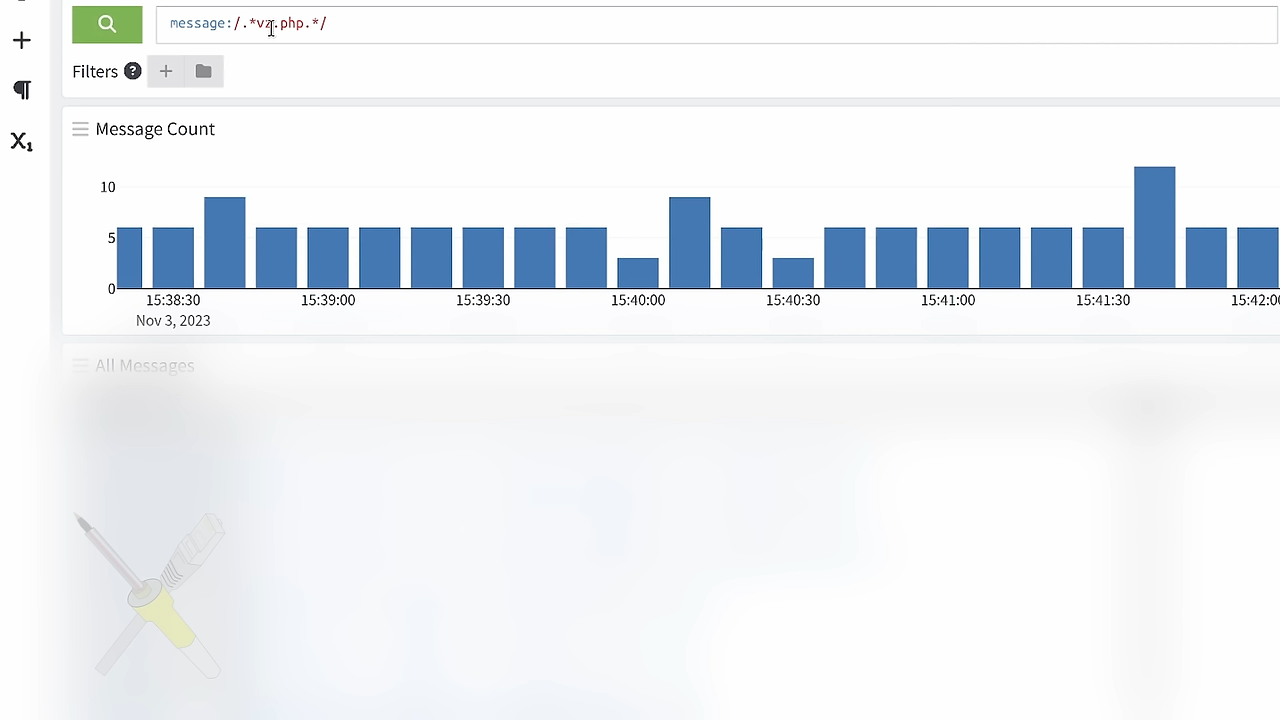 message:/.*vz.php.*/
Filters ?
Message Count
10
5
0
15:38:30 15:39:00 15:39:30 15:40:00 15:40:30 15:41:00 15:41:30 15:42:00
Nov 3, 2023
All Messages
X₁